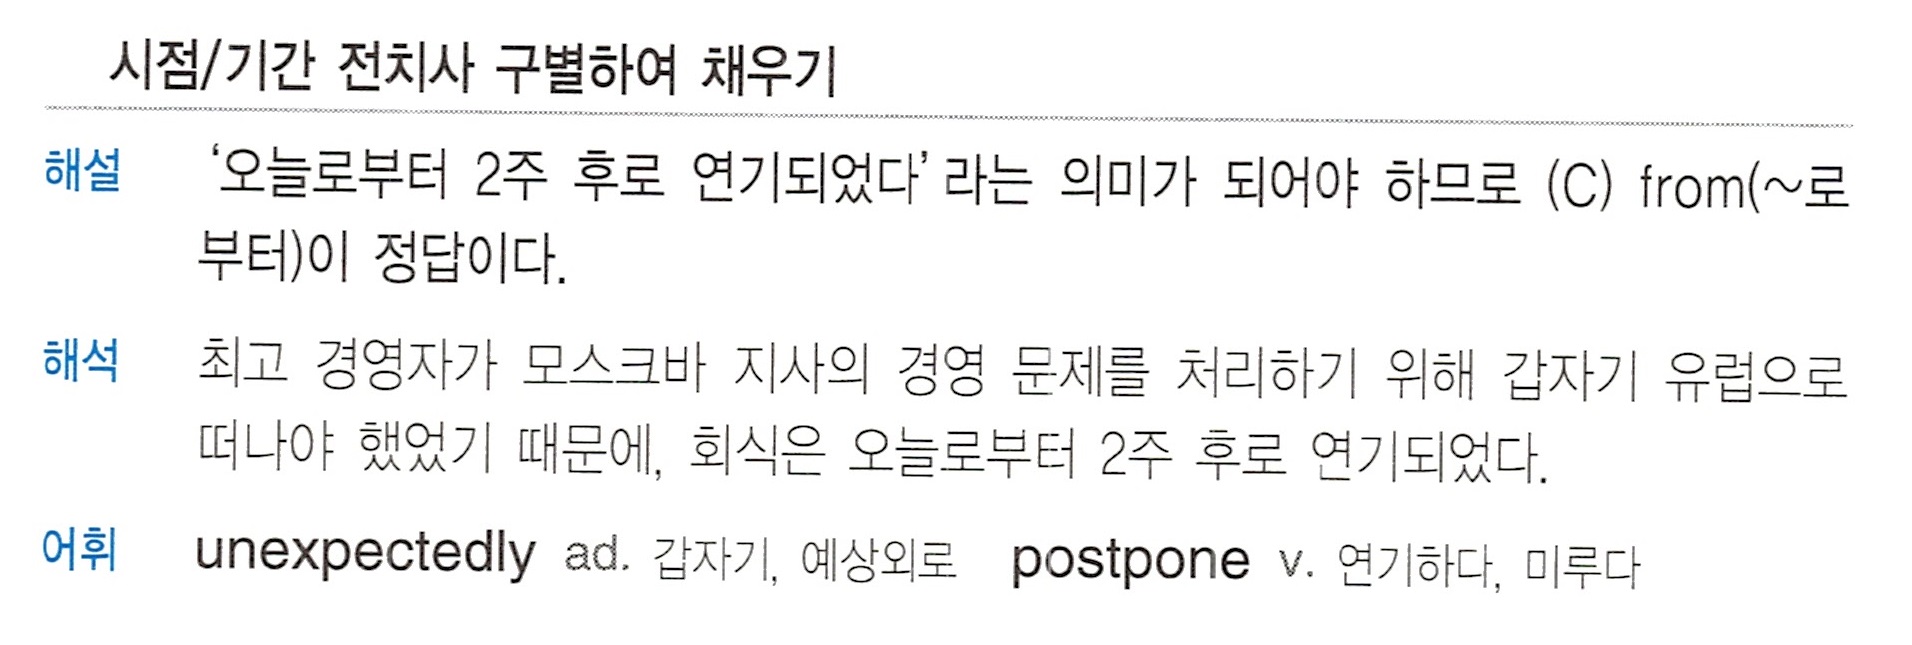 시점/기간 전치사 구별하여 채우기
해설 ‘오늘로부터 2주 후로 연기되었다’라는 의미가 되어야 하므로 (C) from(~로
부터)이 정답이다.
해석 최고 경영자가 모스크바 지사의 경영 문제를 처리하기 위해 갑자기 유럽으로
떠나야 했었기 때문에, 회식은 오늘로부터 2주 후로 연기되었다.
어휘 unexpectedly ad. 갑자기, 예상외로 postpone v. 연기하다, 미루다